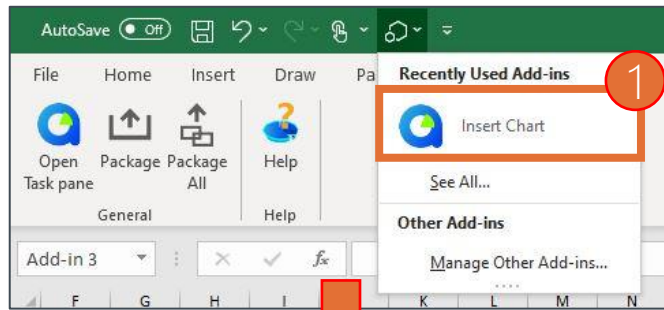 AutoSave Off
File Home Insert Draw Pa
Recently Used Add-ins
1
Insert Chart
See All...
Other Add-ins
Manage Other Add-ins...
Open
Task pane
Package
Package
All
Help
General
Help
Add-in 3
fx
F G H I K L M N